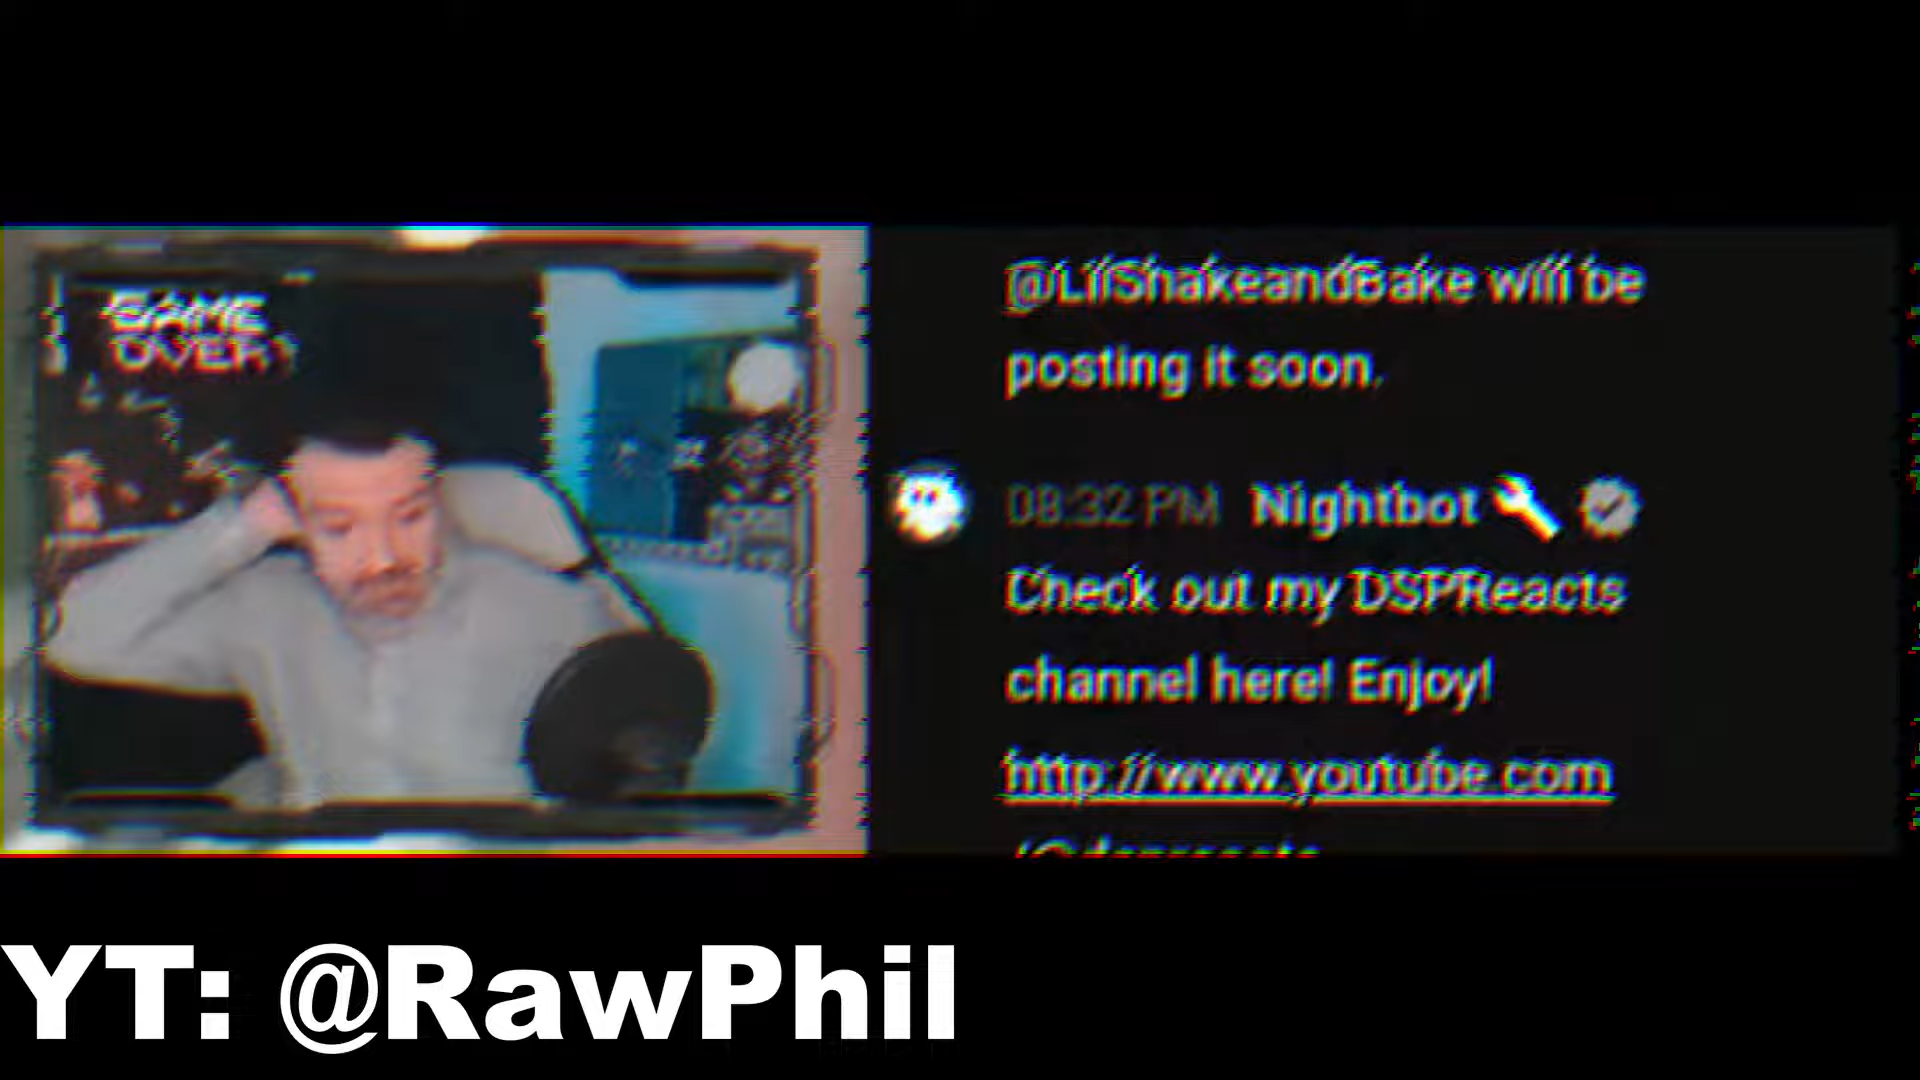 GAME
OVER
@LilShakeandBake will be
posting it soon.
08:32 PM Nightbot
Check out my DSPReacts
channel here! Enjoy!
http://www.youtube.com
/@dspreacts
YT: @RawPhil